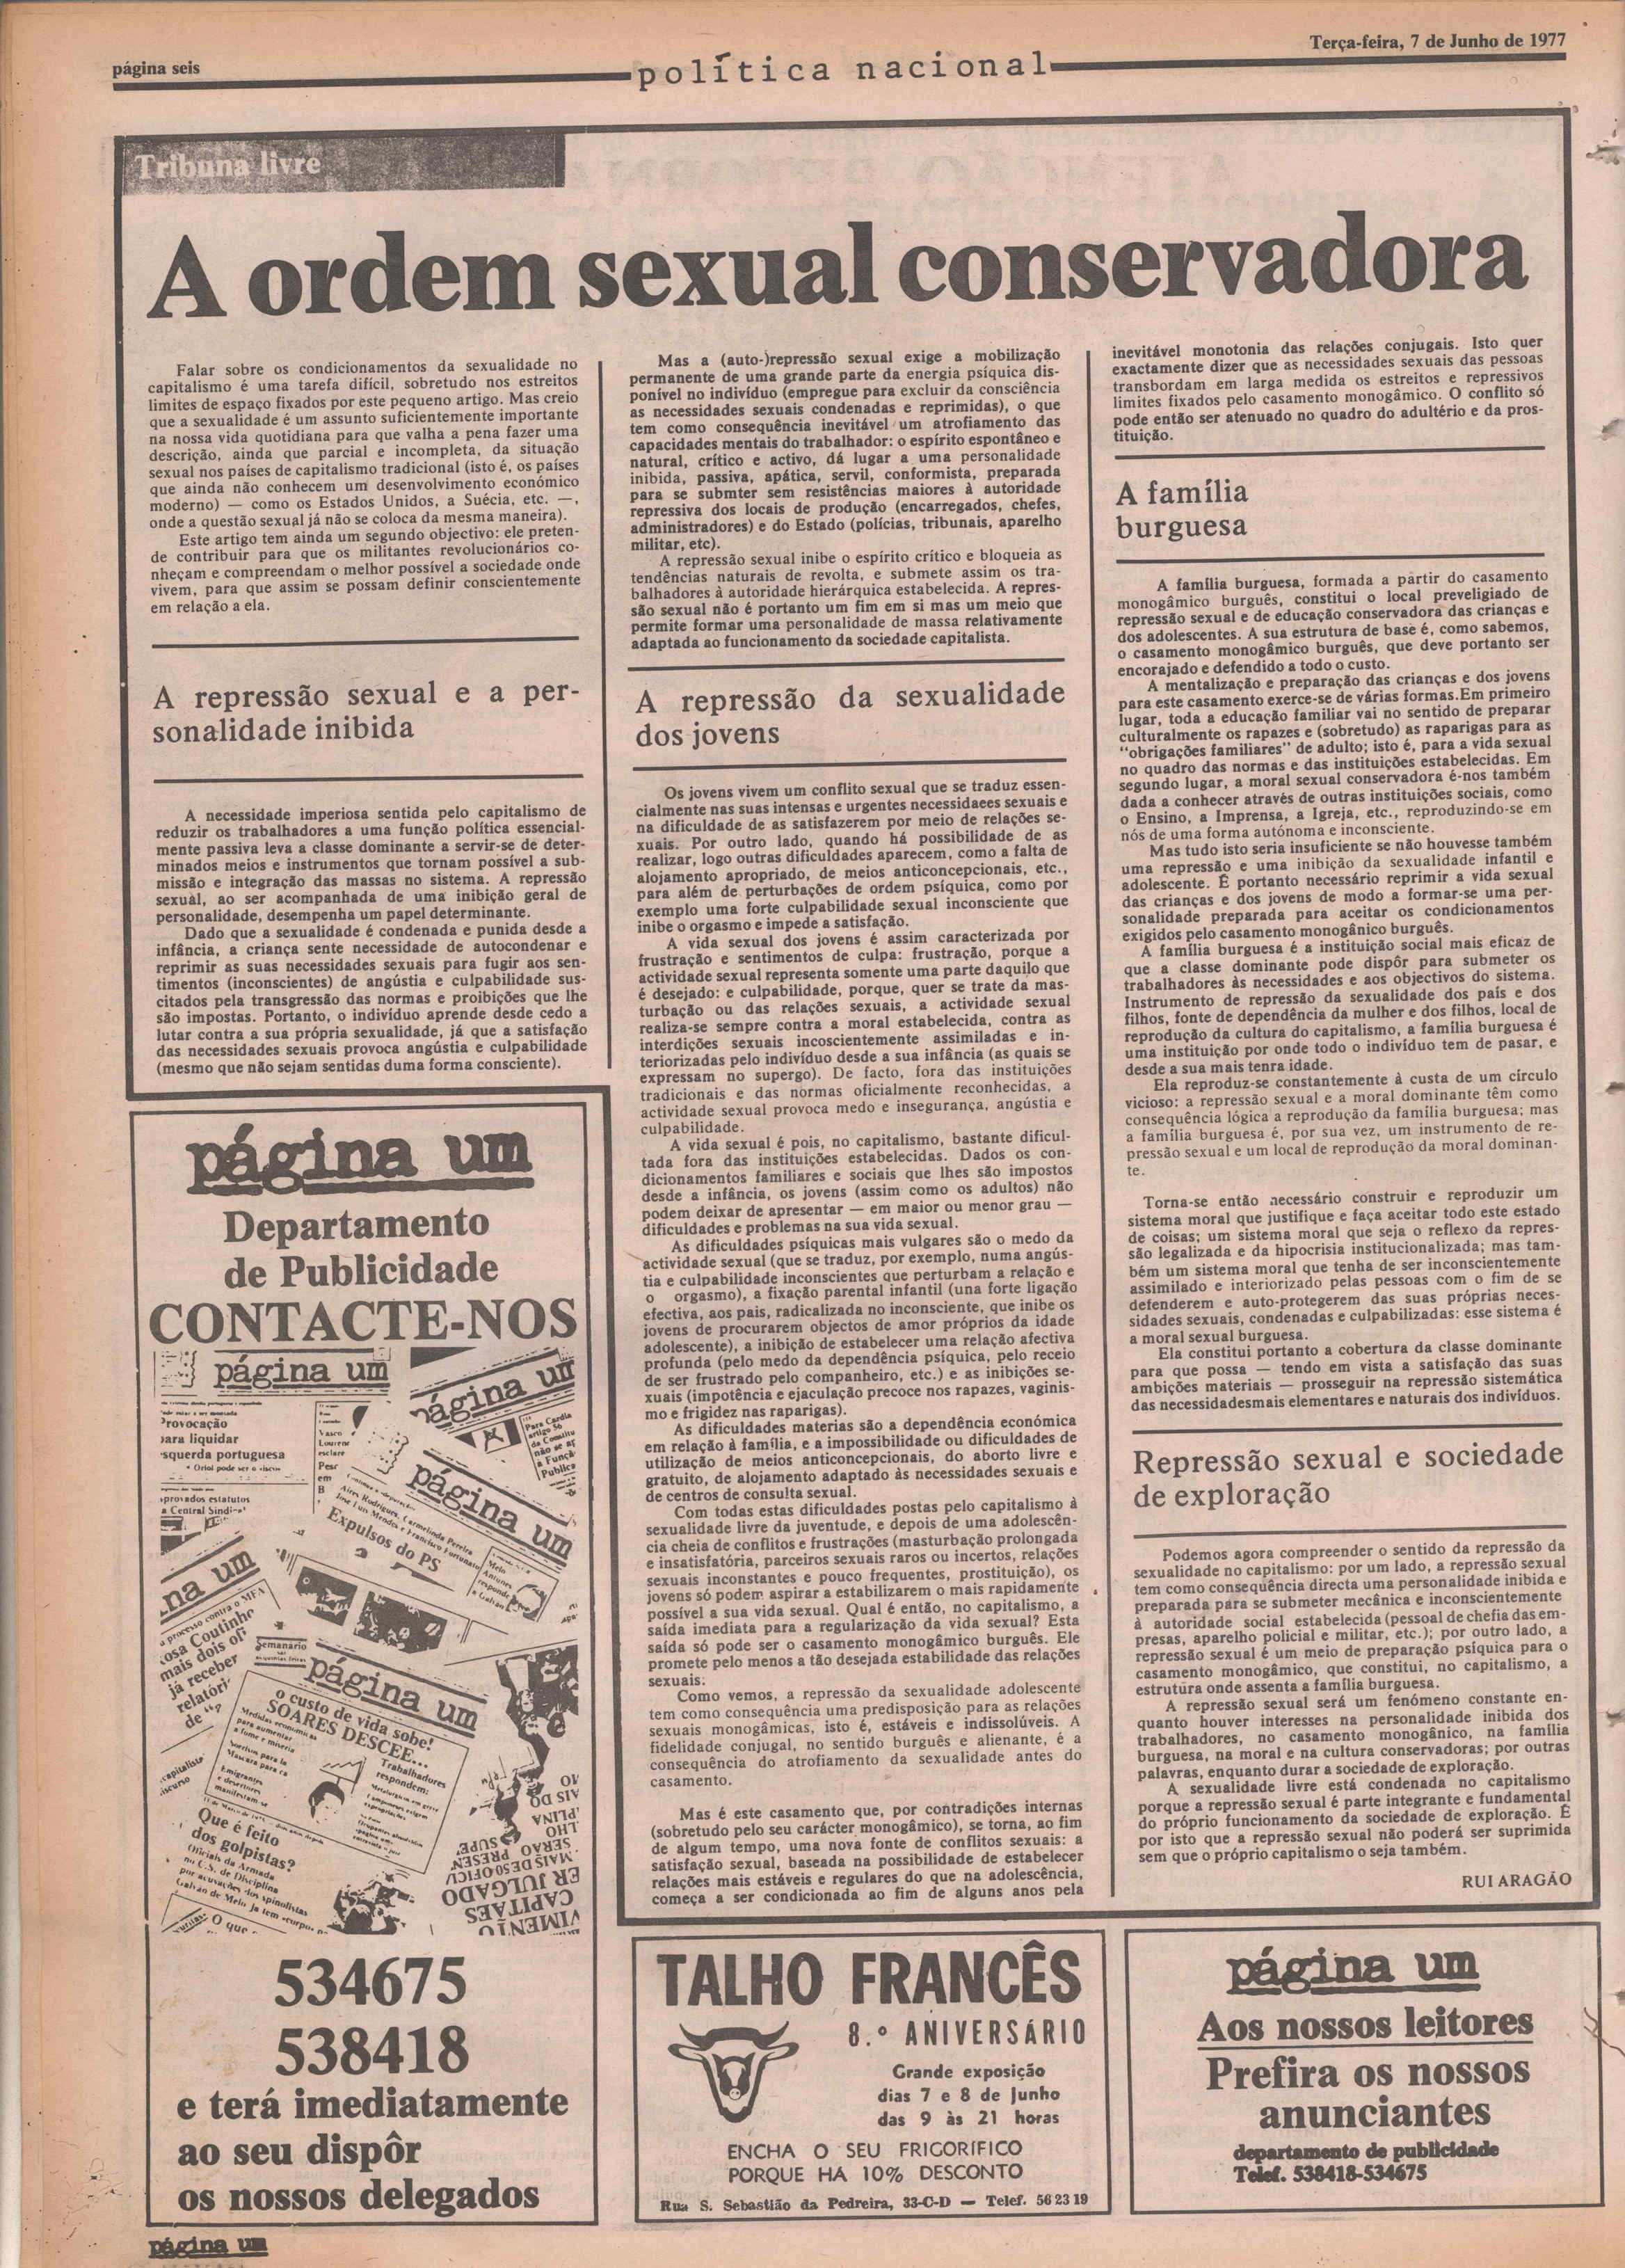 página seis
política nacional
Terça-feira, 7 de Junho de 1977
Tribuna livre
A ordem sexual conservadora
Falar sobre os condicionamentos da sexualidade no
capitalismo é uma tarefa difícil, sobretudo nos estreitos
limites de espaço fixados por este pequeno artigo. Mas creio
que a sexualidade é um assunto suficientemente importante
na nossa vida quotidiana para que valha a pena fazer uma
descrição, ainda que parcial e incompleta, da situação
sexual nos países de capitalismo tradicional (isto é, os países
que ainda não conhecem um desenvolvimento económico
moderno) — como os Estados Unidos, a Suécia, etc. —,
onde a questão sexual já não se coloca da mesma maneira).
Este artigo tem ainda um segundo objectivo: ele preten-
de contribuir para que os militantes revolucionários co-
nheçam e compreendam o melhor possível a sociedade onde
vivem, para que assim se possam definir conscientemente
em relação a ela.
A repressão sexual e a per-
sonalidade inibida
A necessidade imperiosa sentida pelo capitalismo de
reduzir os trabalhadores a uma função política essencial-
mente passiva leva a classe dominante a servir-se de deter-
minados meios e instrumentos que tornam possível a sub-
missão e integração das massas no sistema. A repressão
sexual, ao ser acompanhada de uma inibição geral de
personalidade, desempenha um papel determinante.
Dado que a sexualidade é condenada e punida desde a
infância, a criança sente necessidade de autocondenar e
reprimir as suas necessidades sexuais para fugir aos sen-
timentos (inconscientes) de angústia e culpabilidade sus-
citados pela transgressão das normas e proibições que lhe
são impostas. Portanto, o indivíduo aprende desde cedo a
lutar contra a sua própria sexualidade, já que a satisfação
das necessidades sexuais provoca angústia e culpabilidade
(mesmo que não sejam sentidas duma forma consciente).
Mas a (auto-)repressão sexual exige a mobilização
permanente de uma grande parte da energia psíquica dis-
ponível no indivíduo (empregue para excluir da consciência
as necessidades sexuais condenadas e reprimidas), o que
tem como consequência inevitável um atrofiamento das
capacidades mentais do trabalhador: o espírito espontâneo e
natural, crítico e activo, dá lugar a uma personalidade
inibida, passiva, apática, servil, conformista, preparada
para se submter sem resistências maiores à autoridade
repressiva dos locais de produção (encarregados, chefes,
administradores) e do Estado (polícias, tribunais, aparelho
militar, etc).
A repressão sexual inibe o espírito crítico e bloqueia as
tendências naturais de revolta, e submete assim os tra-
balhadores à autoridade hierárquica estabelecida. A repres-
são sexual não é portanto um fim em si mas um meio que
permite formar uma personalidade de massa relativamente
adaptada ao funcionamento da sociedade capitalista.
A repressão da sexualidade
dos jovens
Os jovens vivem um conflito sexual que se traduz essen-
cialmente nas suas intensas e urgentes necessidaees sexuais e
na dificuldade de as satisfazerem por meio de relações se-
xuais. Por outro lado, quando há possibilidade de as
realizar, logo outras dificuldades aparecem, como a falta de
alojamento apropriado, de meios anticoncepcionais, etc.,
para além de perturbações de ordem psíquica, como por
exemplo uma forte culpabilidade sexual inconsciente que
inibe o orgasmo e impede a satisfação.
A vida sexual dos jovens é assim caracterizada por
frustração e sentimentos de culpa: frustração, porque a
actividade sexual representa somente uma parte daquilo que
é desejado: e culpabilidade, porque, quer se trate da mas-
turbação ou das relações sexuais, a actividade sexual
realiza-se sempre contra a moral estabelecida, contra as
interdições sexuais incoscientemente assimiladas e in-
teriorizadas pelo indivíduo desde a sua infância (as quais se
expressam no supergo). De facto, fora das instituições
tradicionais e das normas oficialmente reconhecidas, a
actividade sexual provoca medo e insegurança, angústia e
culpabilidade.
A vida sexual é pois, no capitalismo, bastante dificul-
tada fora das instituições estabelecidas. Dados os con-
dicionamentos familiares e sociais que lhes são impostos
desde a infância, os jovens (assim como os adultos) não
podem deixar de apresentar — em maior ou menor grau —
dificuldades e problemas na sua vida sexual.
As dificuldades psíquicas mais vulgares são o medo da
actividade sexual (que se traduz, por exemplo, numa angús-
tia e culpabilidade inconscientes que perturbam a relação e
o orgasmo), a fixação parental infantil (una forte ligação
efectiva, aos pais, radicalizada no inconsciente, que inibe os
jovens de procurarem objectos de amor próprios da idade
adolescente), a inibição de estabelecer uma relação afectiva
profunda (pelo medo da dependência psíquica, pelo receio
de ser frustrado pelo companheiro, etc.) e as inibições se-
xuais (impotência e ejaculação precoce nos rapazes, vaginis-
mo e frigidez nas raparigas).
As dificuldades materias são a dependência económica
em relação à família, e a impossibilidade ou dificuldades de
utilização de meios anticoncepcionais, do aborto livre e
gratuito, de alojamento adaptado às necessidades sexuais e
de centros de consulta sexual.
Com todas estas dificuldades postas pelo capitalismo à
sexualidade livre da juventude, e depois de uma adolescên-
cia cheia de conflitos e frustrações (masturbação prolongada
e insatisfatória, parceiros sexuais raros ou incertos, relações
sexuais inconstantes e pouco frequentes, prostituição), os
jovens só podem aspirar a estabilizarem o mais rapidamente
possível a sua vida sexual. Qual é então, no capitalismo, a
saída imediata para a regularização da vida sexual? Esta
saída só pode ser o casamento monogâmico burguês. Ele
promete pelo menos a tão desejada estabilidade das relações
sexuais.
Como vemos, a repressão da sexualidade adolescente
tem como consequência uma predisposição para as relações
sexuais monogâmicas, isto é, estáveis e indissolúveis. A
fidelidade conjugal, no sentido burguês e alienante, é a
consequência do atrofiamento da sexualidade antes do
casamento.
Mas é este casamento que, por contradições internas
(sobretudo pelo seu carácter monogâmico), se torna, ao fim
de algum tempo, uma nova fonte de conflitos sexuais: a
satisfação sexual, baseada na possibilidade de estabelecer
relações mais estáveis e regulares do que na adolescência,
começa a ser condicionada ao fim de alguns anos pela
inevitável monotonia das relações conjugais. Isto quer
exactamente dizer que as necessidades sexuais das pessoas
transbordam em larga medida os estreitos e repressivos
limites fixados pelo casamento monogâmico. O conflito só
pode então ser atenuado no quadro do adultério e da pros-
tituição.
A família
burguesa
A família burguesa, formada a partir do casamento
monogâmico burguês, constitui o local preveligiado de
repressão sexual e de educação conservadora das crianças e
dos adolescentes. A sua estrutura de base é, como sabemos,
o casamento monogâmico burguês, que deve portanto ser
encorajado e defendido a todo o custo.
A mentalização e preparação das crianças e dos jovens
para este casamento exerce-se de várias formas.Em primeiro
lugar, toda a educação familiar vai no sentido de preparar
culturalmente os rapazes e (sobretudo) as raparigas para as
"obrigações familiares" de adulto; isto é, para a vida sexual
no quadro das normas e das instituições estabelecidas. Em
segundo lugar, a moral sexual conservadora é-nos também
dada a conhecer através de outras instituições sociais, como
o Ensino, a Imprensa, a Igreja, etc., reproduzindo-se em
nós de uma forma autónoma e inconsciente.
Mas tudo isto seria insuficiente se não houvesse também
uma repressão e uma inibição da sexualidade infantil e
adolescente. É portanto necessário reprimir a vida sexual
das crianças e dos jovens de modo a formar-se uma per-
sonalidade preparada para aceitar os condicionamentos
exigidos pelo casamento monogânico burguês.
A família burguesa é a instituição social mais eficaz de
que a classe dominante pode dispôr para submeter os
trabalhadores às necessidades e aos objectivos do sistema.
Instrumento de repressão da sexualidade dos pais e dos
filhos, fonte de dependência da mulher e dos filhos, local de
reprodução da cultura do capitalismo, a família burguesa é
uma instituição por onde todo o indivíduo tem de pasar, e
desde a sua mais tenra idade.
Ela reproduz-se constantemente à custa de um círculo
vicioso: a repressão sexual e a moral dominante têm como
consequência lógica a reprodução da família burguesa; mas
a família burguesa é, por sua vez, um instrumento de re-
pressão sexual e um local de reprodução da moral dominan-
te.
Torna-se então necessário construir e reproduzir um
sistema moral que justifique e faça aceitar todo este estado
de coisas; um sistema moral que seja o reflexo da repres-
são legalizada e da hipocrisia institucionalizada; mas tam-
bém um sistema moral que tenha de ser inconscientemente
assimilado e interiorizado pelas pessoas com o fim de se
defenderem e auto-protegerem das suas próprias neces-
sidades sexuais, condenadas e culpabilizadas: esse sistema é
a moral sexual burguesa.
Ela constitui portanto a cobertura da classe dominante
para que possa — tendo em vista a satisfação das suas
ambições materiais — prosseguir na repressão sistemática
das necessidadesmais elementares e naturais dos indivíduos.
Repressão sexual e sociedade
de exploração
Podemos agora compreender o sentido da repressão da
sexualidade no capitalismo: por um lado, a repressão sexual
tem como consequência directa uma personalidade inibida e
preparada para se submeter mecânica e inconscientemente
à autoridade social estabelecida (pessoal de chefia das em-
presas, aparelho policial e militar, etc.); por outro lado, a
repressão sexual é um meio de preparação psíquica para o
casamento monogâmico, que constitui, no capitalismo, a
estrutura onde assenta a família burguesa.
A repressão sexual será um fenómeno constante en-
quanto houver interesses na personalidade inibida dos
trabalhadores, no casamento monogânico, na família
burguesa, na moral e na cultura conservadoras; por outras
palavras, enquanto durar a sociedade de exploração.
A sexualidade livre está condenada no capitalismo
porque a repressão sexual é parte integrante e fundamental
do próprio funcionamento da sociedade de exploração. É
por isto que a repressão sexual não poderá ser suprimida
sem que o próprio capitalismo o seja também.
RUI ARAGÃO
página um
Departamento
de Publicidade
CONTACTE-NOS
página um
página um
Provocação
para liquidar
squerda portuguesa
provados estatutos
a Central Sindi
Vasco
página um
Aires Rodrigues, Carmelinda Pereira
Expulsos do PS
na um
osa Coutinho
mais dois of
já receber
relatóri
de
Semanario
página um
o custo de vida sobe!
SOARES DESCE...
Medidas economicas
para aumentar
a fome e miseria
Trabalhadores
respondem:
Emigrantes
e desertores
manifestam-se
Que é feito
dos golpistas?
Oficiais da Armada
no C.S. de Disciplina
por acusações dos spinolistas
O que
SERÃO PRESEN
MAIS DE 50 OFICI
ER JULGADO
CAPITAES
VIMENTO
534675
538418
e terá imediatamente
ao seu dispôr
os nossos delegados
TALHO FRANCÊS
8.º ANIVERSÁRIO
Grande exposição
dias 7 e 8 de Junho
das 9 às 21 horas
ENCHA O SEU FRIGORÍFICO
PORQUE HÁ 10% DESCONTO
Rua S. Sebastião da Pedreira, 33-C-D — Telef. 56 23 19
página um
Aos nossos leitores
Prefira os nossos
anunciantes
departamento de publicidade
Telef. 538418-534675
página um